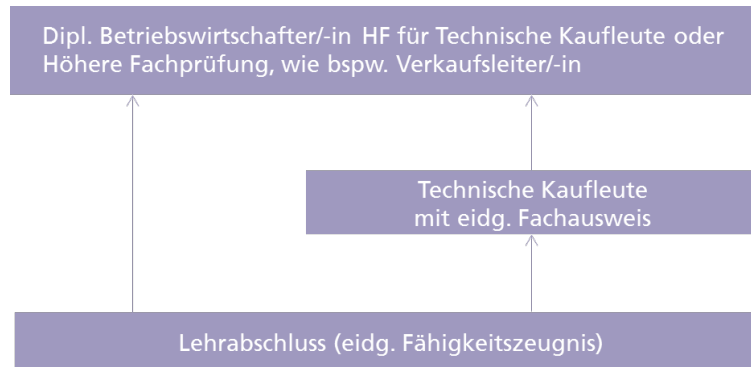 Dipl. Betriebswirtschafter/-in HF für Technische Kaufleute oder
Höhere Fachprüfung, wie bspw. Verkaufsleiter/-in
Technische Kaufleute
mit eidg. Fachausweis
Lehrabschluss (eidg. Fähigkeitszeugnis)